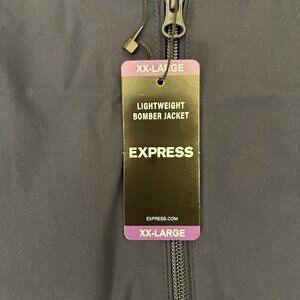 XX-LARGE
LIGHTWEIGHT
BOMBER JACKET
EXPRESS
EXPRESS.COM
XX-LARGE